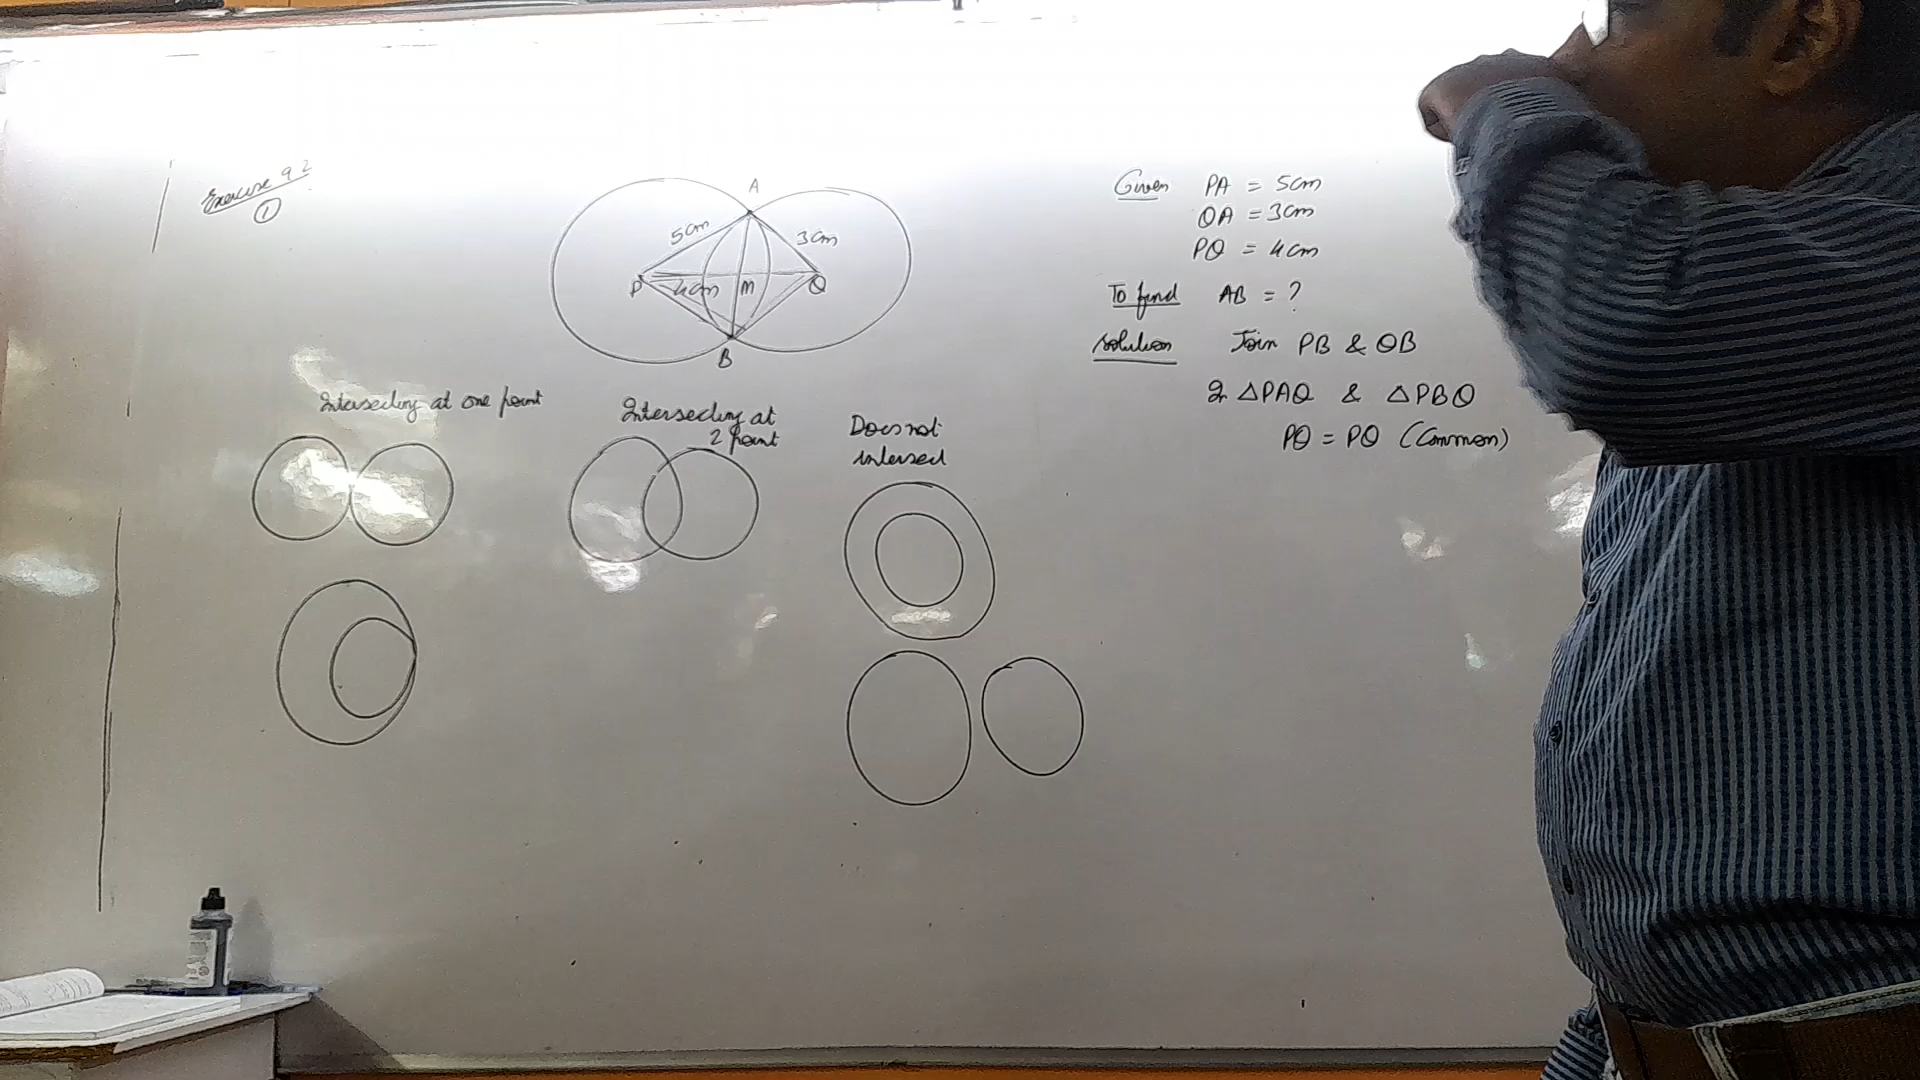 Exercise 9.2
1
A
5cm
3cm
P
4cm
M
Q
B
Intersecting at one point
Intersecting at
2 point
Does not
intersect
Given PA = 5cm
QA = 3cm
PQ = 4cm
To find AB = ?
Solution Join PB & QB
In △PAQ & △PBQ
PQ = PQ (Common)